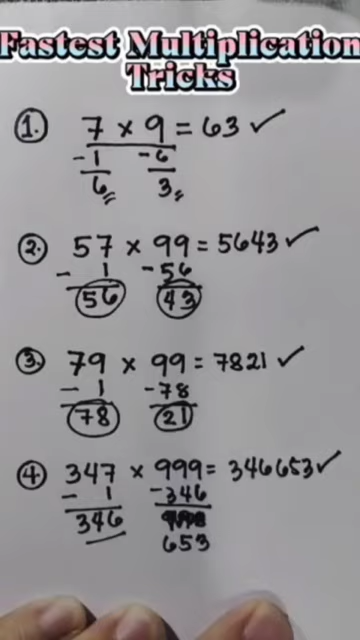 Fastest Multiplication
Tricks
1. 7 × 9 = 63 ✓
- 1 - 6
6 3
2. 57 × 99 = 5643 ✓
- 1 - 56
56 43
3. 79 × 99 = 7821 ✓
- 1 - 78
78 21
4 347 × 999 = 346653 ✓
- 1 - 346
346
653